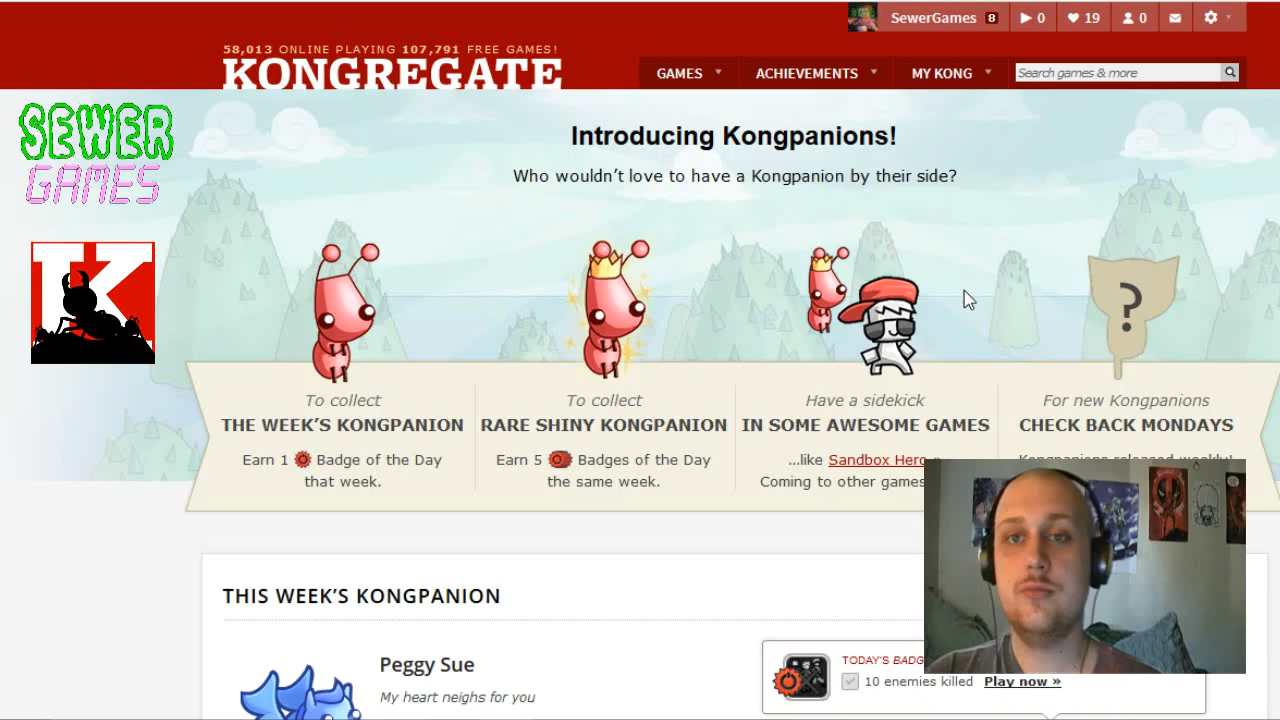 SewerGames 8 0 19 0
58,013 ONLINE PLAYING 107,791 FREE GAMES!
KONGREGATE
GAMES ACHIEVEMENTS MY KONG Search games & more
SEWER
GAMES
K
Introducing Kongpanions!
Who wouldn't love to have a Kongpanion by their side?
?
To collect
THE WEEK'S KONGPANION
Earn 1 Badge of the Day
that week.
To collect
RARE SHINY KONGPANION
Earn 5 Badges of the Day
the same week.
Have a sidekick
IN SOME AWESOME GAMES
...like Sandbox Hero
Coming to other games
For new Kongpanions
CHECK BACK MONDAYS
Kongpanions released weekly!
THIS WEEK'S KONGPANION
Peggy Sue
My heart neighs for you
TODAY'S BADG
10 enemies killed Play now »